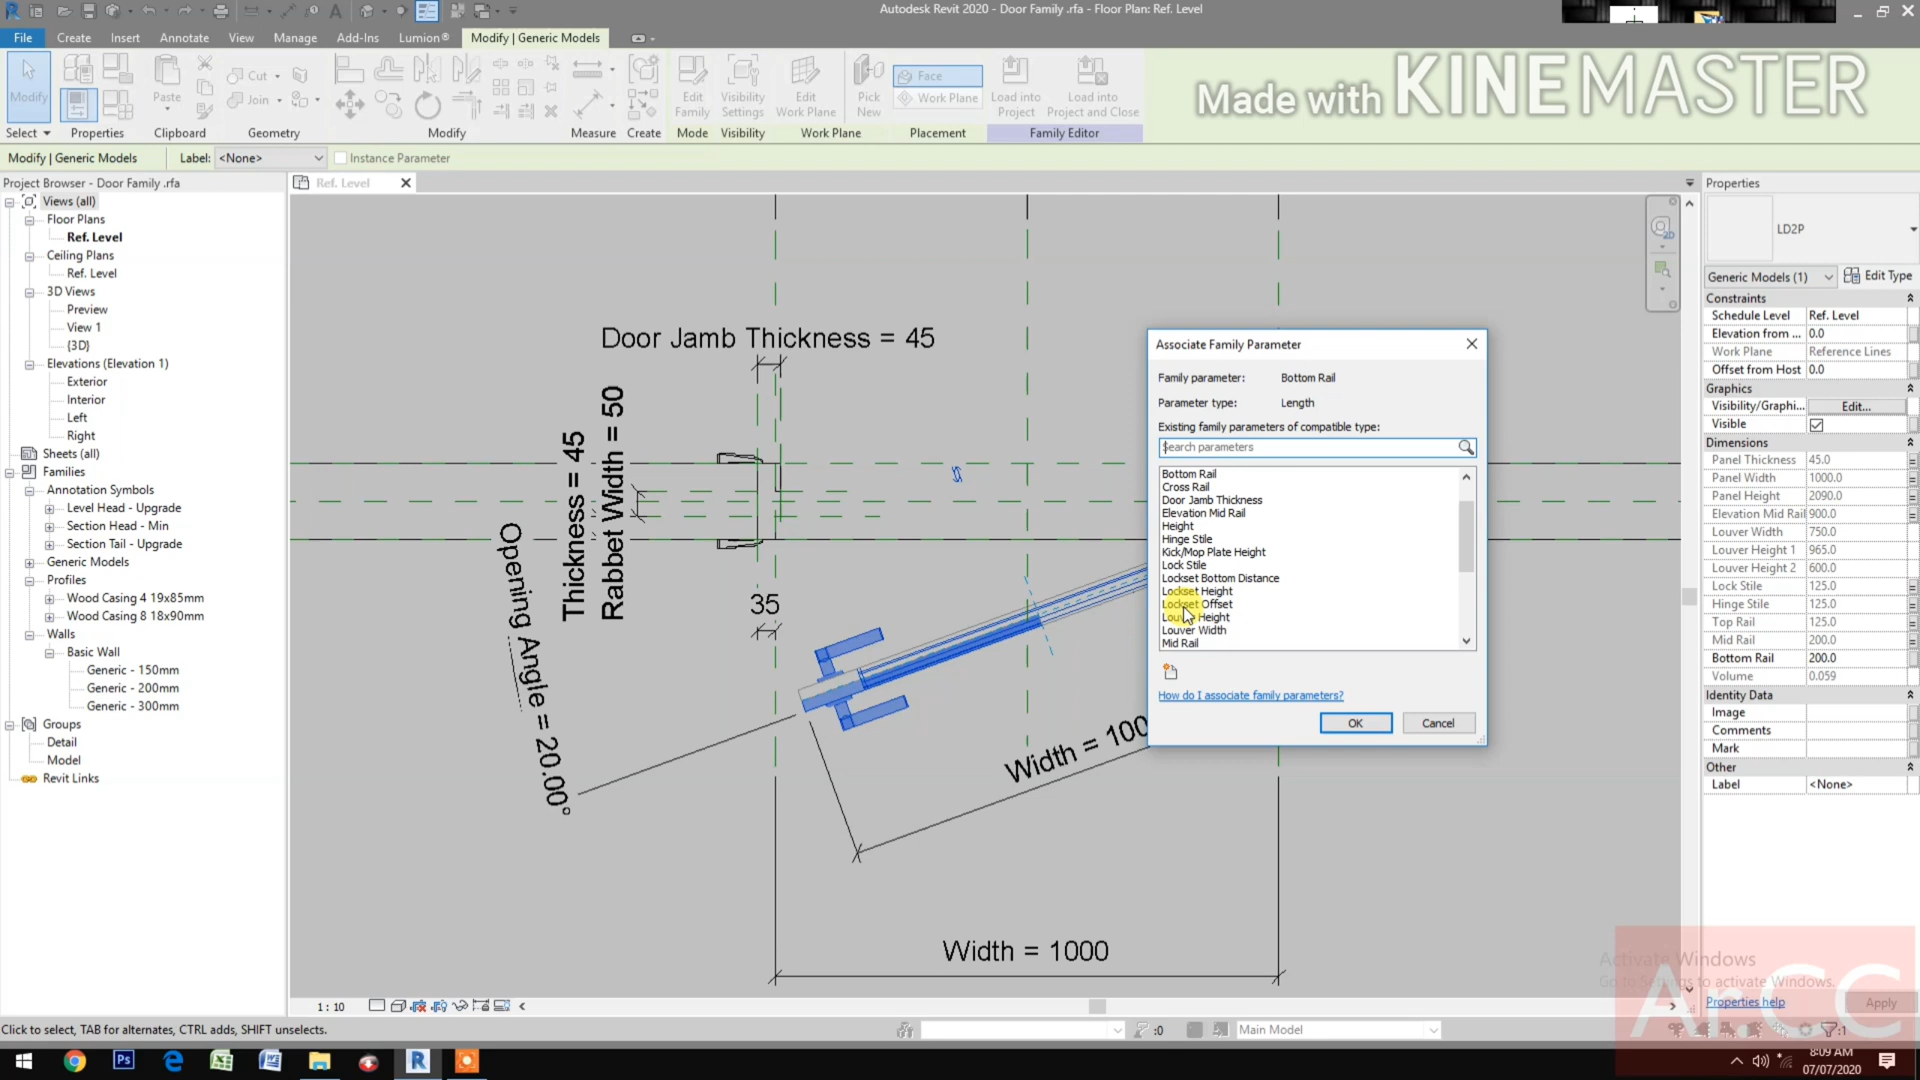 Autodesk Revit 2020 - Door Family .rfa - Floor Plan: Ref. Level
File Create Insert Annotate View Manage Add-Ins Lumion® Modify | Generic Models
Modify Paste Cut Join Edit Family Visibility Settings Edit Work Plane Pick New Face Work Plane Load into Project Load into Project and Close
Made with KINEMASTER
Select Properties Clipboard Geometry Modify Measure Create Mode Visibility Work Plane Placement Family Editor
Modify | Generic Models Label: <None> Instance Parameter
Project Browser - Door Family .rfa
Views (all)
Floor Plans
Ref. Level
Ceiling Plans
Ref. Level
3D Views
Preview
View 1
{3D}
Elevations (Elevation 1)
Exterior
Interior
Left
Right
Sheets (all)
Families
Annotation Symbols
Level Head - Upgrade
Section Head - Min
Section Tail - Upgrade
Generic Models
Profiles
Wood Casing 4 19x85mm
Wood Casing 8 18x90mm
Walls
Basic Wall
Generic - 150mm
Generic - 200mm
Generic - 300mm
Groups
Detail
Model
Revit Links
Ref. Level
Door Jamb Thickness = 45
Thickness = 45
Rabbet Width = 50
Opening Angle = 20.00°
35
Width = 100
Width = 1000
Associate Family Parameter
Family parameter: Bottom Rail
Parameter type: Length
Existing family parameters of compatible type:
Search parameters
Bottom Rail
Cross Rail
Door Jamb Thickness
Elevation Mid Rail
Height
Hinge Stile
Kick/Mop Plate Height
Lock Stile
Lockset Bottom Distance
Lockset Height
Lockset Offset
Louver Height
Louver Width
Mid Rail
How do I associate family parameters?
OK Cancel
Properties
LD2P
Generic Models (1) Edit Type
Constraints
Schedule Level Ref. Level
Elevation from ... 0.0
Work Plane Reference Lines
Offset from Host 0.0
Graphics
Visibility/Graphi... Edit...
Visible
Dimensions
Panel Thickness 45.0
Panel Width 1000.0
Panel Height 2090.0
Elevation Mid Rail 900.0
Louver Width 750.0
Louver Height 1 965.0
Louver Height 2 600.0
Lock Stile 125.0
Hinge Stile 125.0
Top Rail 125.0
Mid Rail 200.0
Bottom Rail 200.0
Volume 0.059
Identity Data
Image
Comments
Mark
Other
Label <None>
Activate Windows
Go to Settings to activate Windows.
ArCC
Properties help Apply
1 : 10
Click to select, TAB for alternates, CTRL adds, SHIFT unselects.
:0 Main Model :1
8:09 AM
07/07/2020